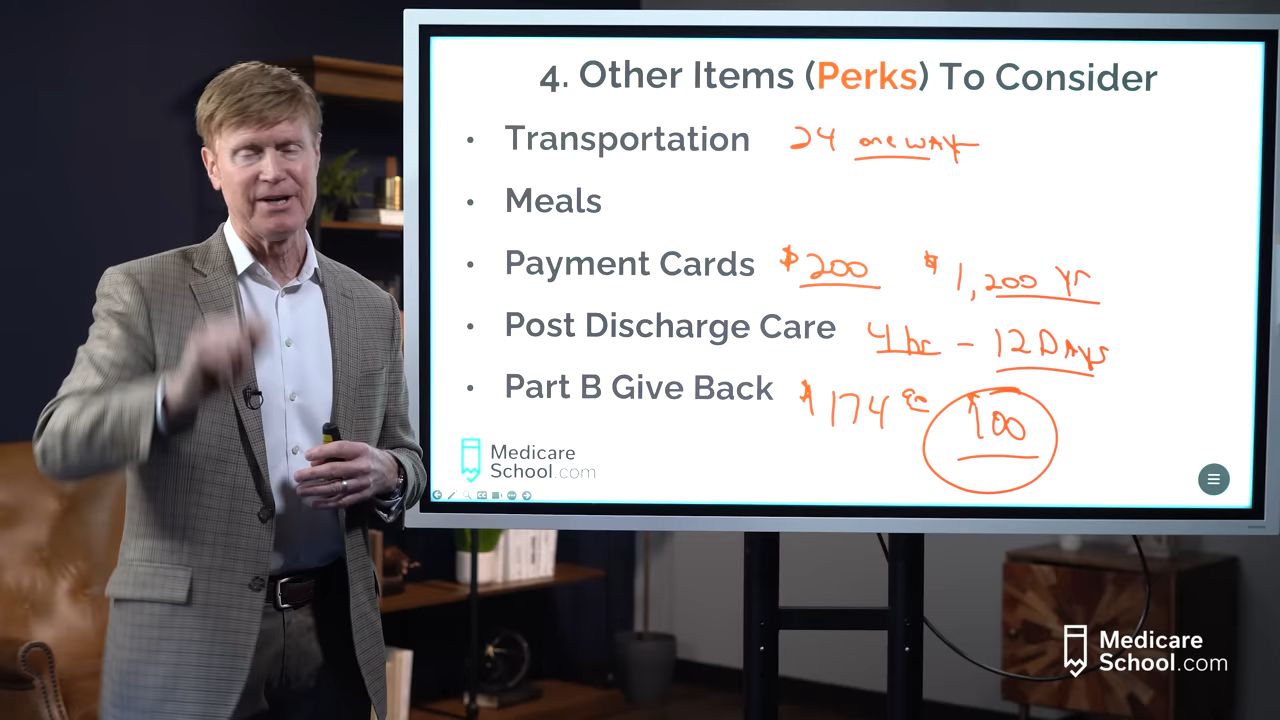 4. Other Items (Perks) To Consider
• Transportation 24 one way
• Meals
• Payment Cards $200 $1,200 yr
• Post Discharge Care 4 hr - 12 Days
• Part B Give Back $174 100
Medicare
School.com
Medicare
School.com